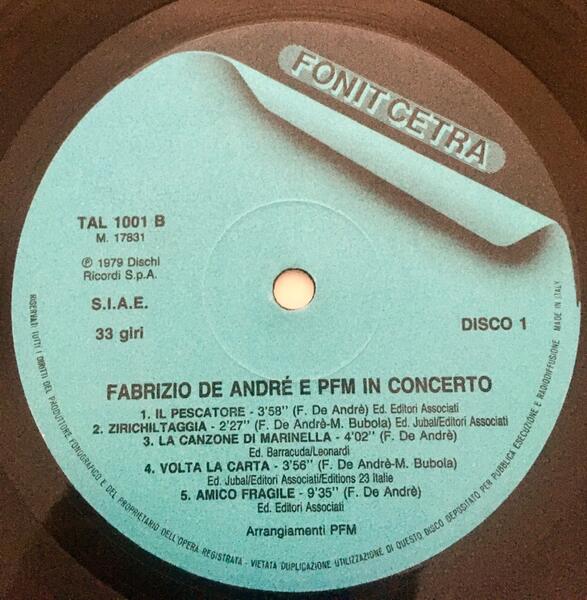 FONIT CETRA
TAL 1001 B
M. 17831
℗ 1979 Dischi
Ricordi S.p.A.
S.I.A.E.
33 giri
DISCO 1
FABRIZIO DE ANDRÉ E PFM IN CONCERTO
1. IL PESCATORE - 3'58" (F. De Andrè) Ed. Editori Associati
2. ZIRICHILTAGGIA - 2'27" (F. De Andrè-M. Bubola) Ed. Jubal/Editori Associati
3. LA CANZONE DI MARINELLA - 4'02" (F. De Andrè)
Ed. Barracuda/Leonardi
4. VOLTA LA CARTA - 3'56" (F. De Andrè-M. Bubola)
Ed. Jubal/Editori Associati/Editions 23 Italie
5. AMICO FRAGILE - 9'35" (F. De Andrè)
Ed. Editori Associati
Arrangiamenti PFM
RISERVATI TUTTI I DIRITTI DEL PRODUTTORE FONOGRAFICO E DEL PROPRIETARIO DELL'OPERA REGISTRATA - VIETATA DUPLICAZIONE UTILIZZAZIONE DI QUESTO DISCO DEPOSITATO PER PUBBLICA ESECUZIONE E RADIODIFFUSIONE MADE IN ITALY